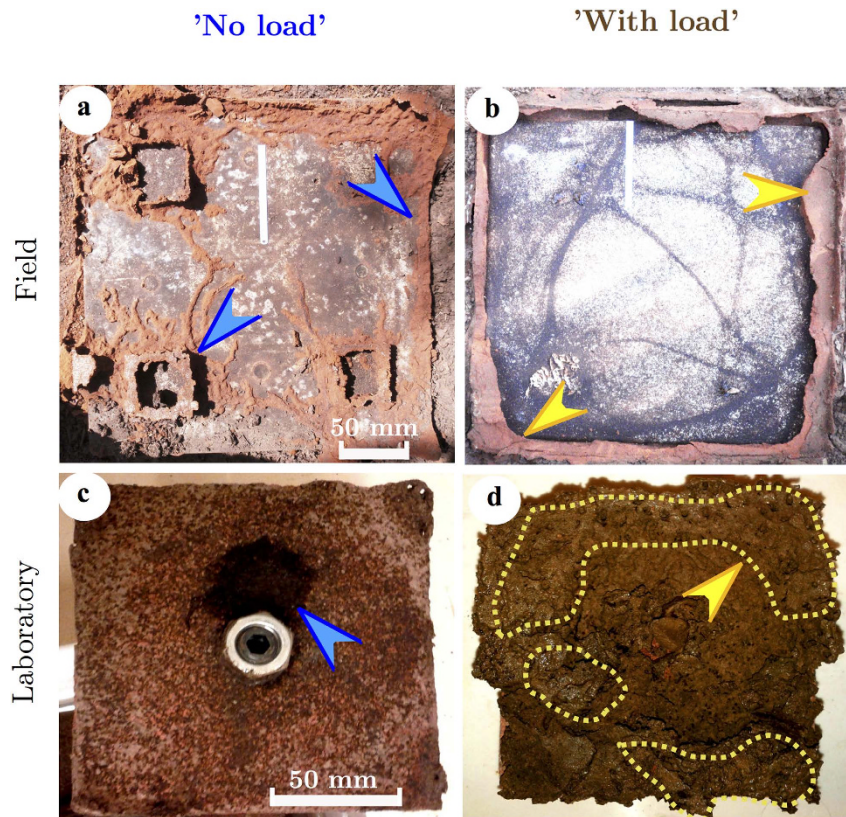 'No load'
'With load'
a
b
Field
50 mm
c
d
Laboratory
50 mm